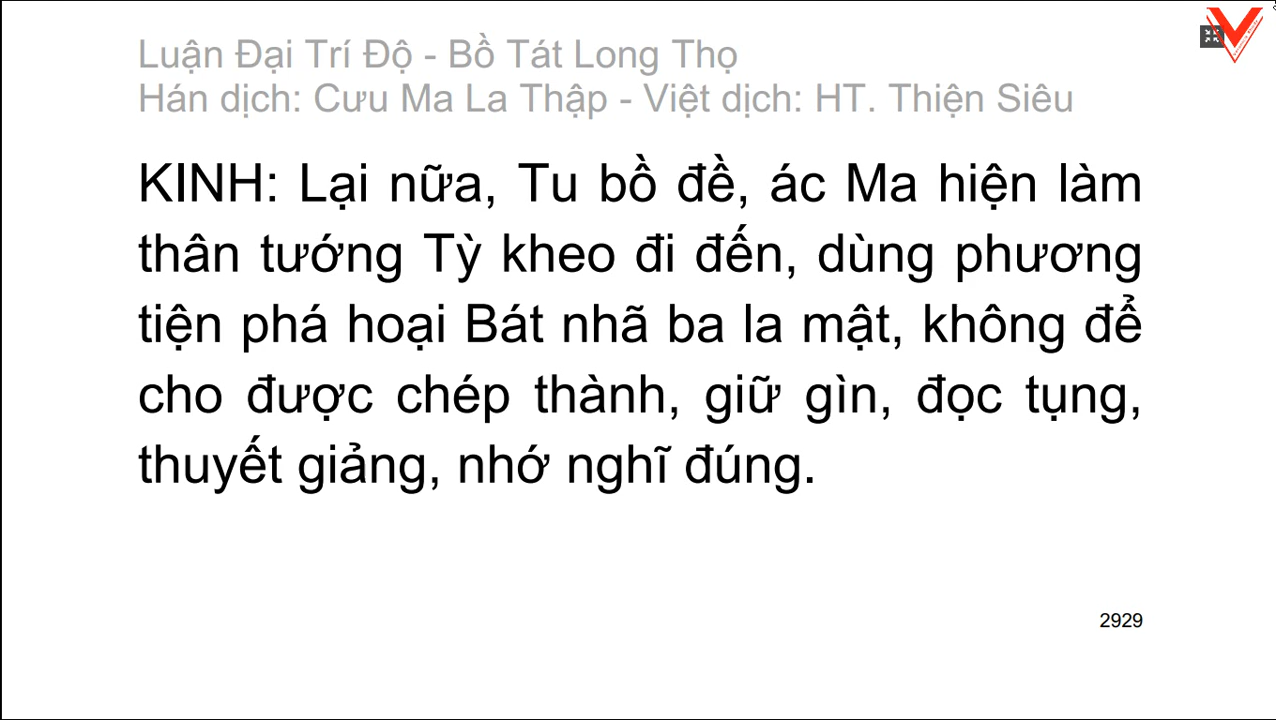 Luận Đại Trí Độ - Bồ Tát Long Thọ
Hán dịch: Cưu Ma La Thập - Việt dịch: HT. Thiện Siêu
KINH: Lại nữa, Tu bồ đề, ác Ma hiện làm
thân tướng Tỳ kheo đi đến, dùng phương
tiện phá hoại Bát nhã ba la mật, không để
cho được chép thành, giữ gìn, đọc tụng,
thuyết giảng, nhớ nghĩ đúng.
2929